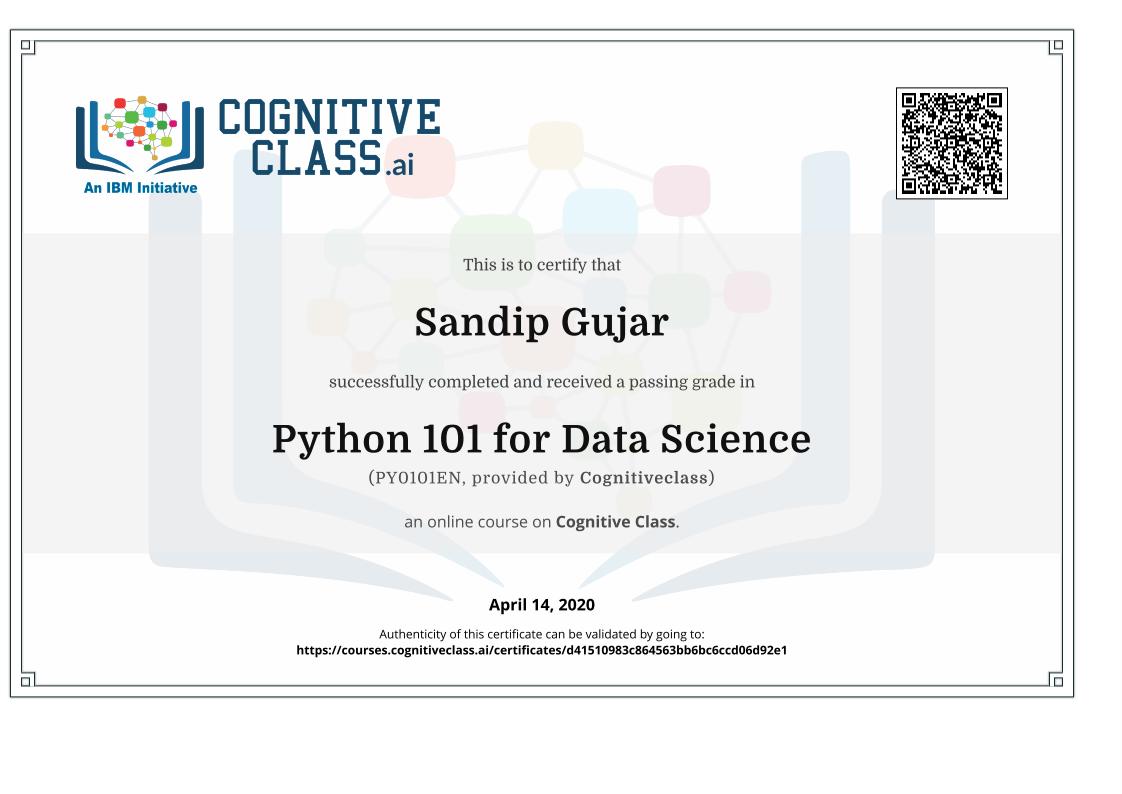 COGNITIVE
CLASS.ai
An IBM Initiative
This is to certify that
Sandip Gujar
successfully completed and received a passing grade in
Python 101 for Data Science
(PY0101EN, provided by Cognitiveclass)
an online course on Cognitive Class.
April 14, 2020
Authenticity of this certificate can be validated by going to:
https://courses.cognitiveclass.ai/certificates/d41510983c864563bb6bc6ccd06d92e1